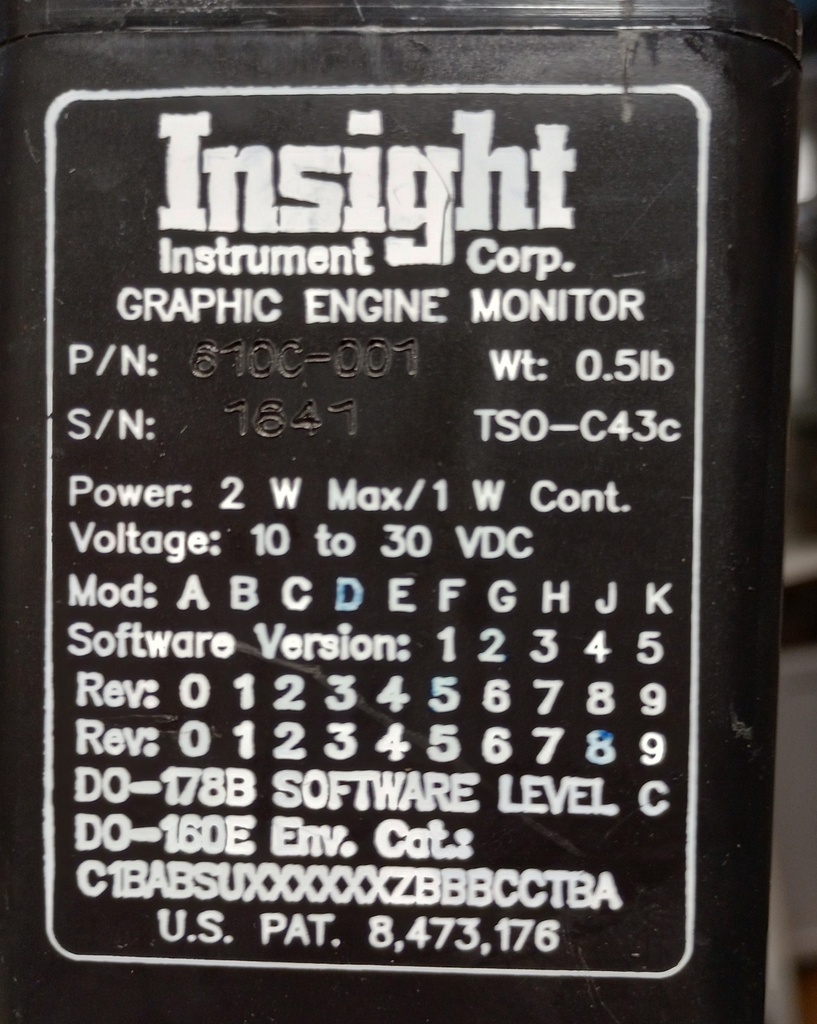 Insight
Instrument Corp.
GRAPHIC ENGINE MONITOR
P/N: 610C-001 Wt: 0.5lb
S/N: 1641 TSO-C43c
Power: 2 W Max/1 W Cont.
Voltage: 10 to 30 VDC
Mod: A B C D E F G H J K
Software Version: 1 2 3 4 5
Rev: 0 1 2 3 4 5 6 7 8 9
Rev: 0 1 2 3 4 5 6 7 8 9
DO-178B SOFTWARE LEVEL C
DO-160E Env. Cat.:
C1BABSUXXXXXXZBBBCCTBA
U.S. PAT. 8,473,176